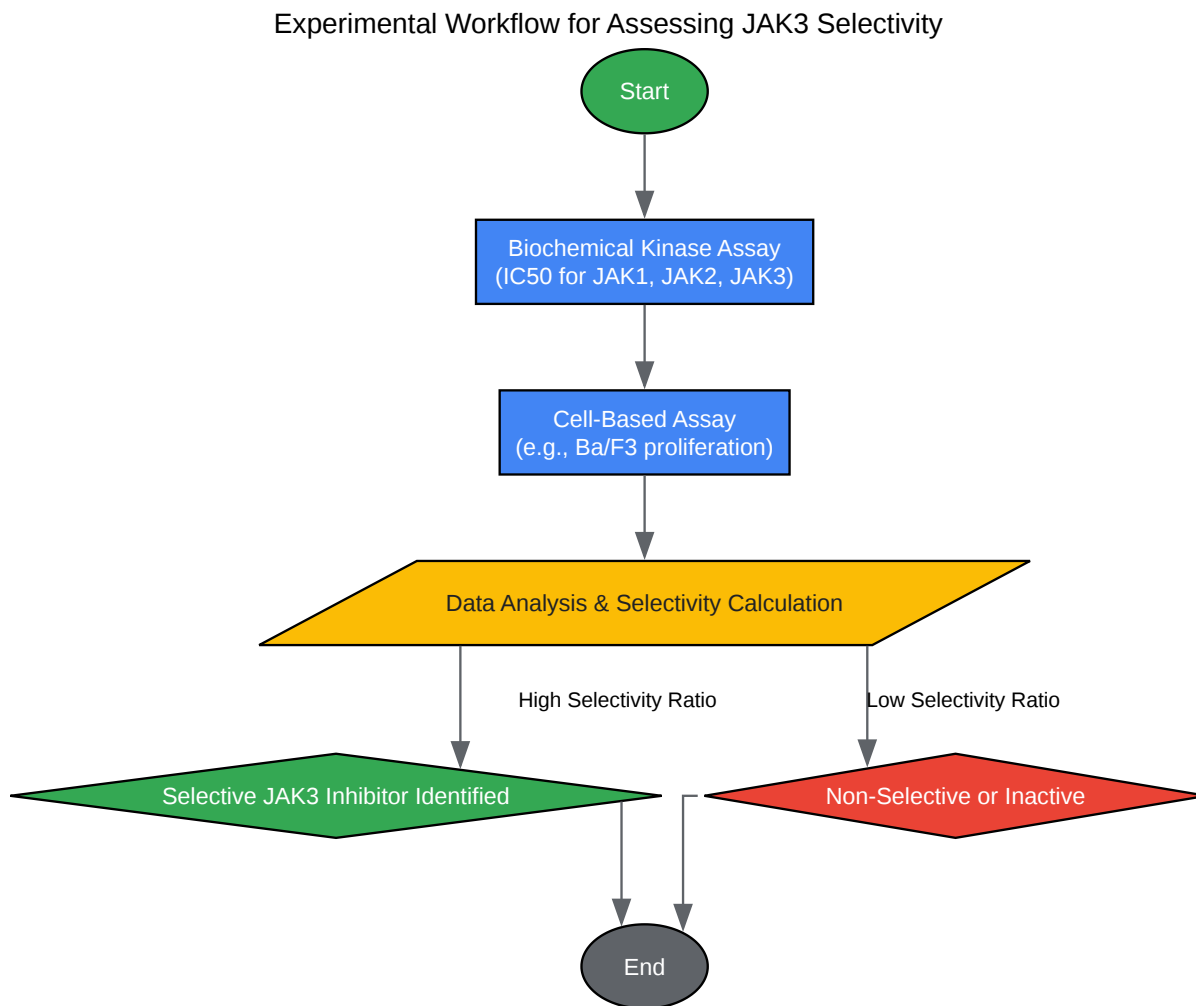 Experimental Workflow for Assessing JAK3 Selectivity
Start
Biochemical Kinase Assay
(IC50 for JAK1, JAK2, JAK3)
Cell-Based Assay
(e.g., Ba/F3 proliferation)
Data Analysis & Selectivity Calculation
High Selectivity Ratio
Low Selectivity Ratio
Selective JAK3 Inhibitor Identified
Non-Selective or Inactive
End